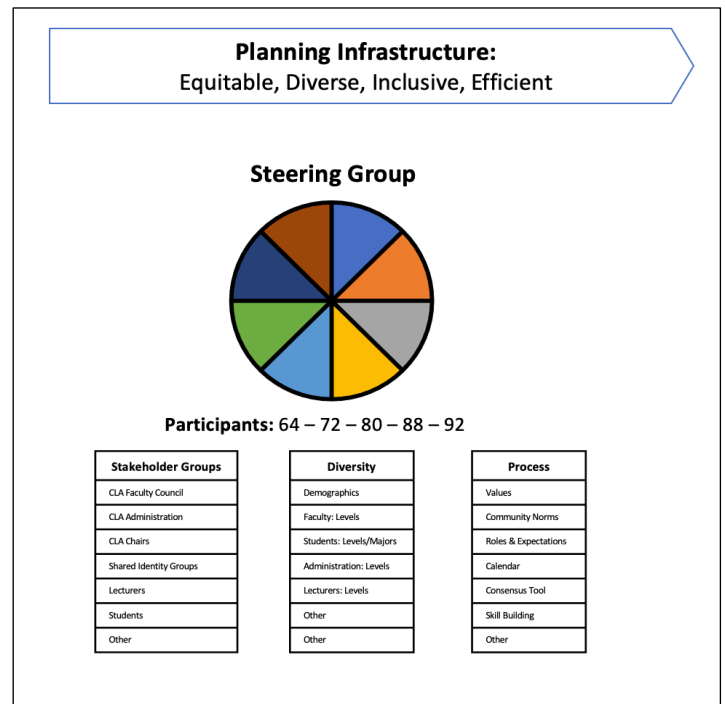 Planning Infrastructure:
Equitable, Diverse, Inclusive, Efficient
Steering Group
Participants: 64 – 72 – 80 – 88 – 92
Stakeholder Groups
CLA Faculty Council
CLA Administration
CLA Chairs
Shared Identity Groups
Lecturers
Students
Other
Diversity
Demographics
Faculty: Levels
Students: Levels/Majors
Administration: Levels
Lecturers: Levels
Other
Other
Process
Values
Community Norms
Roles & Expectations
Calendar
Consensus Tool
Skill Building
Other